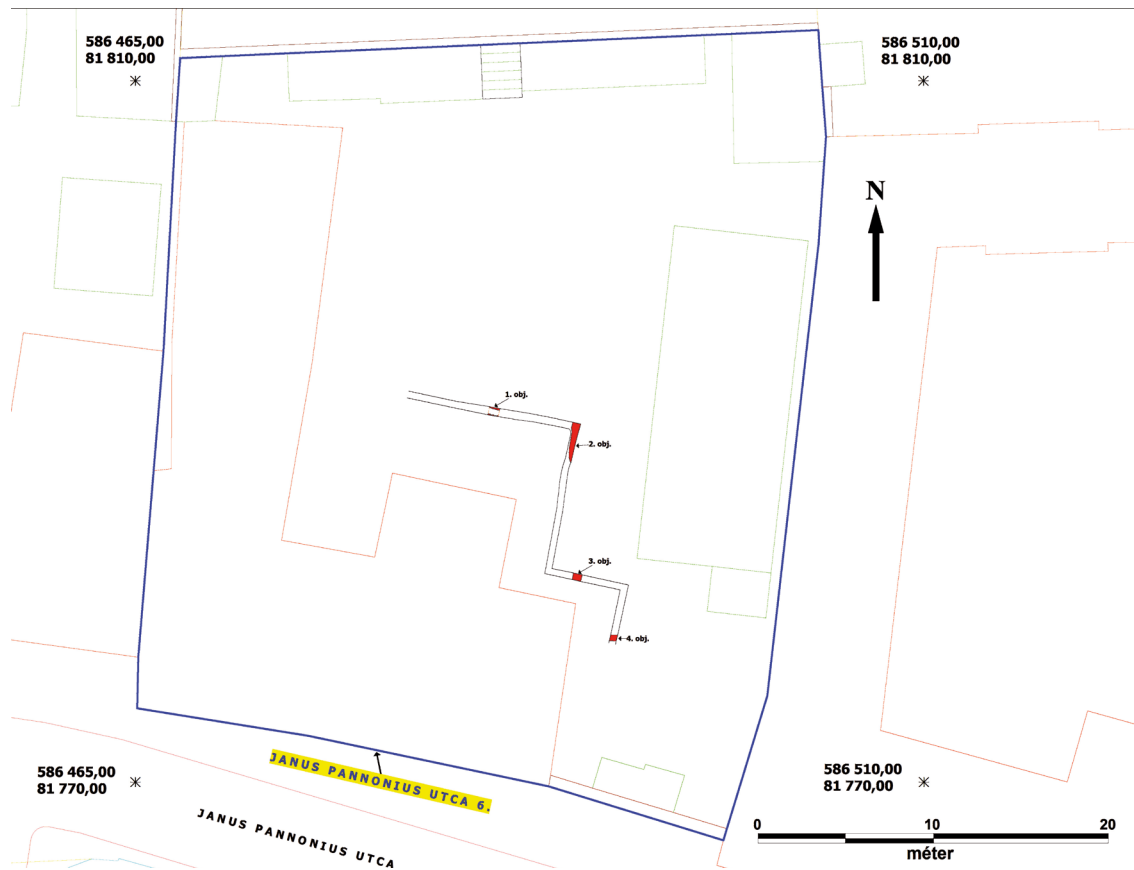 586 465,00
81 810,00
586 510,00
81 810,00
N
1. obj.
2. obj.
3. obj.
4. obj.
586 465,00
81 770,00
JANUS PANNONIUS UTCA 6.
JANUS PANNONIUS UTCA
586 510,00
81 770,00
0 10 20
méter